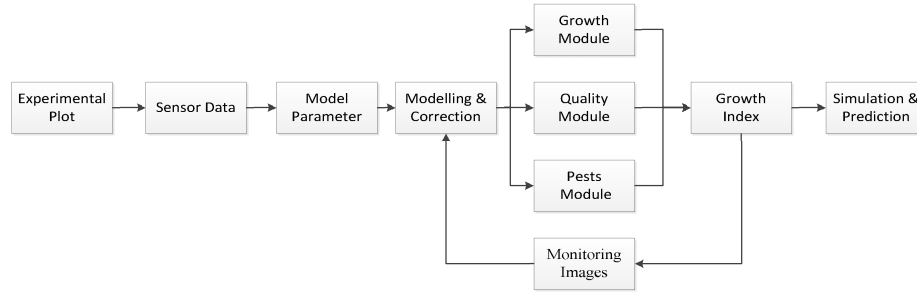 Experimental
Plot
Sensor Data
Model
Parameter
Modelling &
Correction
Growth
Module
Quality
Module
Pests
Module
Growth
Index
Simulation &
Prediction
Monitoring
Images